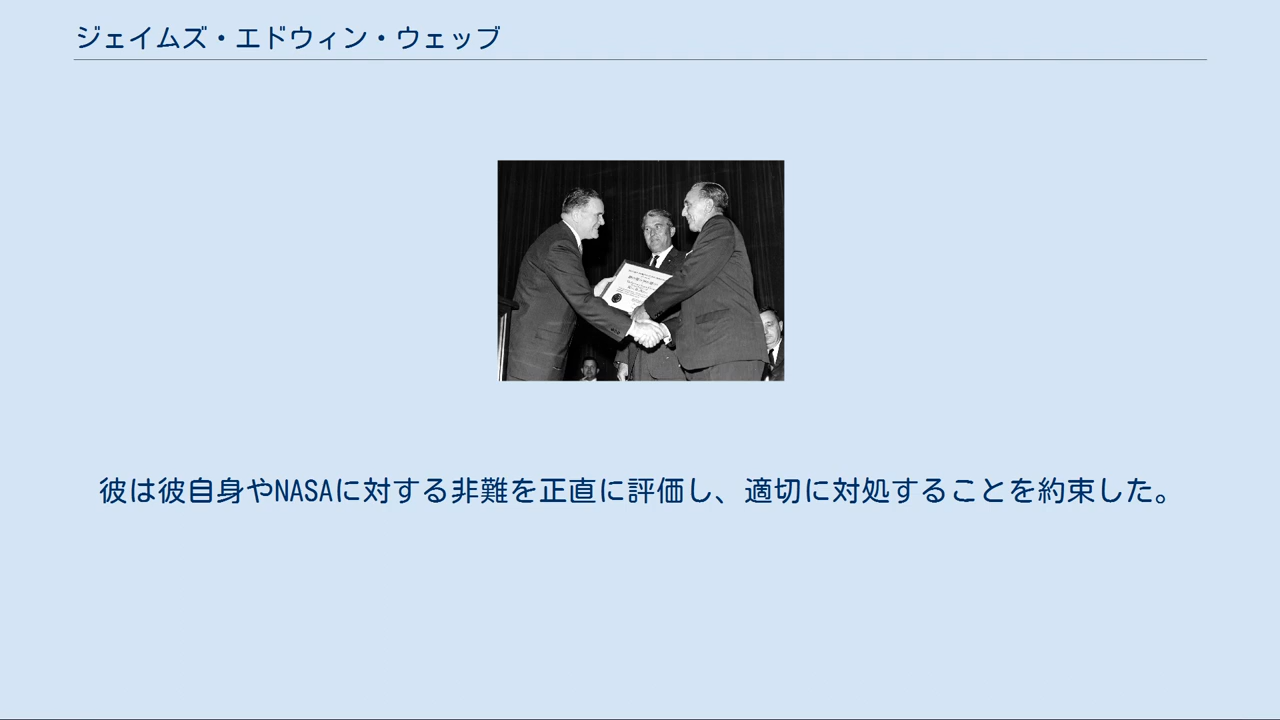 ジェイムズ・エドウィン・ウェッブ
彼は彼自身やNASAに対する非難を正直に評価し、適切に対処することを約束した。